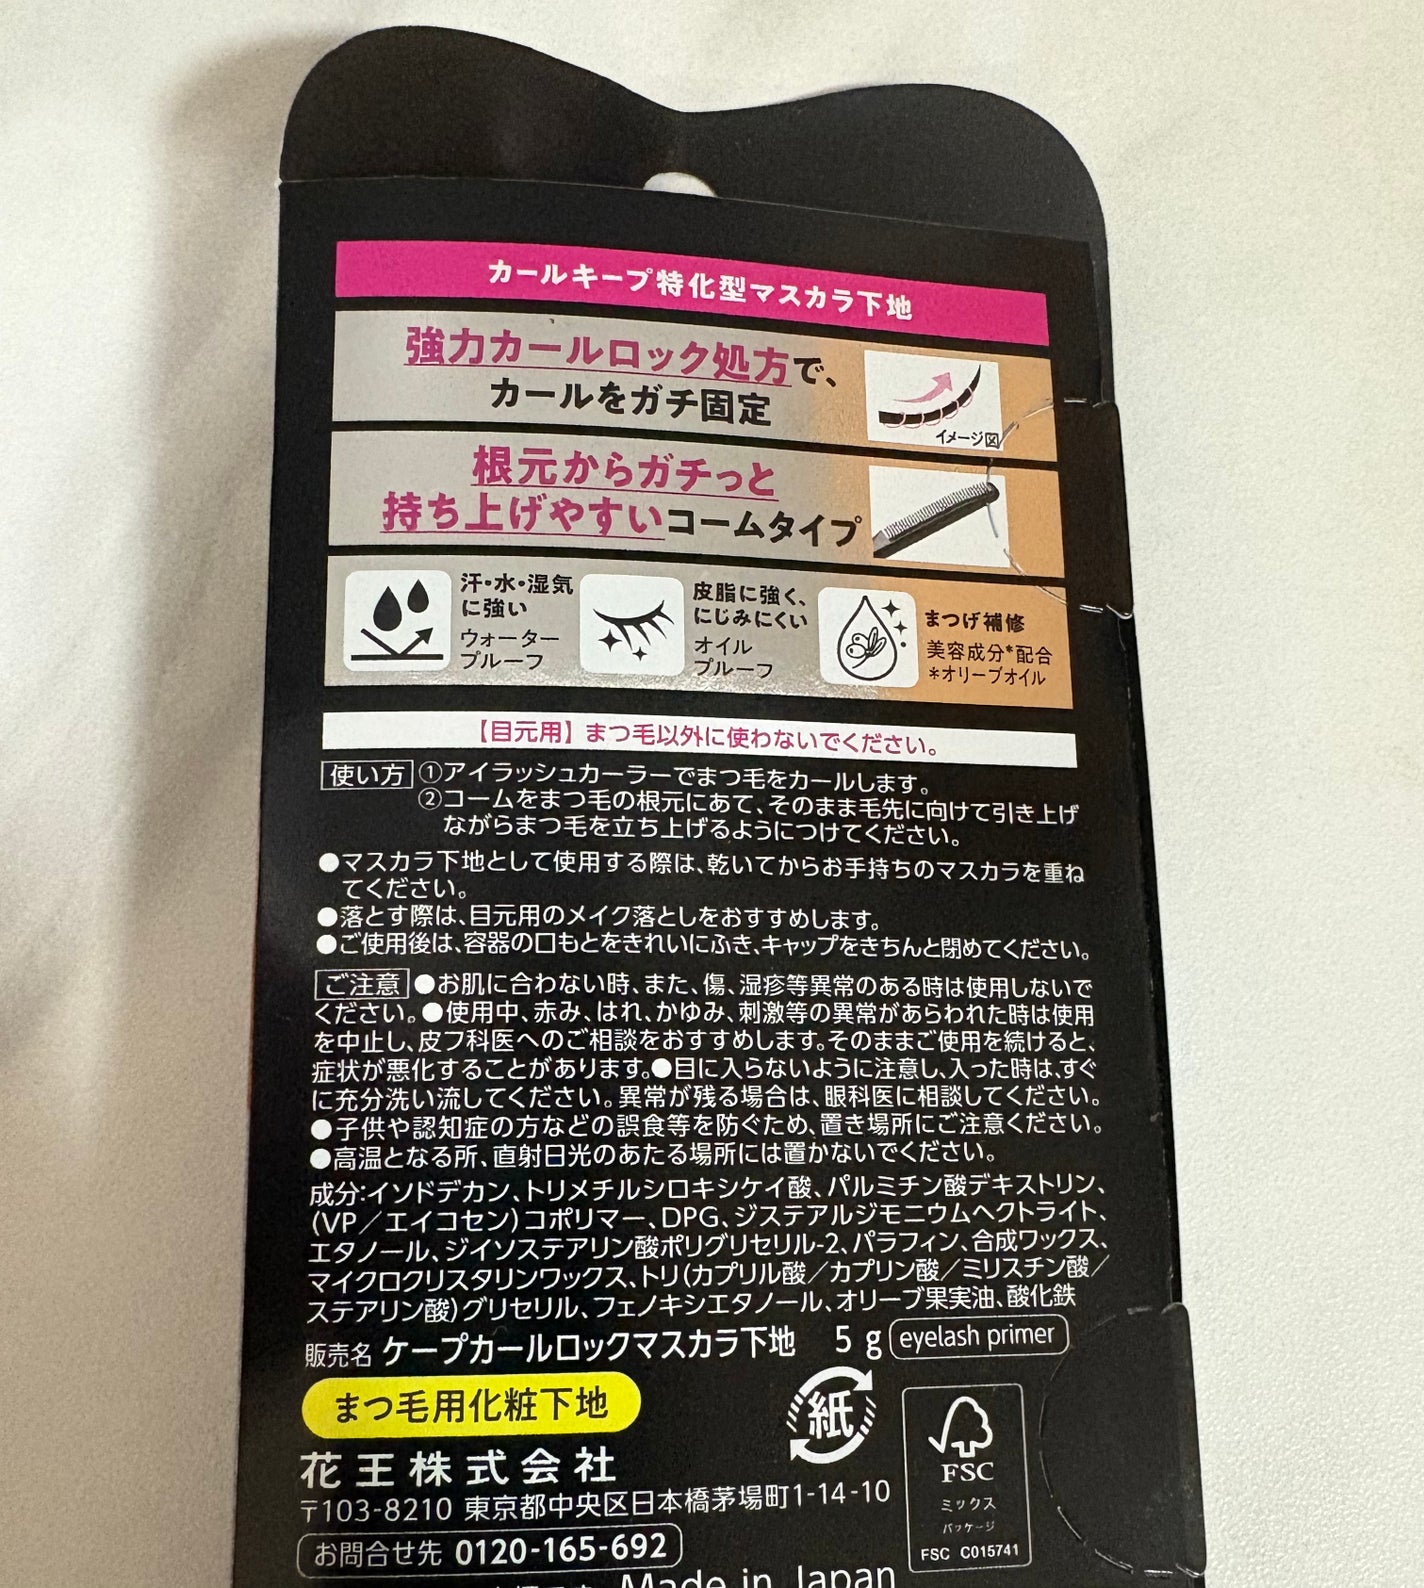 カールキープ特化型マスカラ下地
強力カールロック処方で、
カールをガチ固定
イメージ図
根元からガチっと
持ち上げやすいコームタイプ
汗・水・湿気
に強い
ウォーター
プルーフ
皮脂に強く、
にじみにくい
オイル
プルーフ
まつげ補修
美容成分*配合
*オリーブオイル
【目元用】まつ毛以外に使わないでください。
使い方 ①アイラッシュカーラーでまつ毛をカールします。
②コームをまつ毛の根元にあて、そのまま毛先に向けて引き上げ
ながらまつ毛を立ち上げるようにつけてください。
●マスカラ下地として使用する際は、乾いてからお手持ちのマスカラを重ね
てください。
●落とす際は、目元用のメイク落としをおすすめします。
●ご使用後は、容器の口もとをきれいにふき、キャップをきちんと閉めてください。
ご注意 ●お肌に合わない時、また、傷、湿疹等異常のある時は使用しないで
ください。●使用中、赤み、はれ、かゆみ、刺激等の異常があらわれた時は使用
を中止し、皮フ科医へのご相談をおすすめします。そのままご使用を続けると、
症状が悪化することがあります。●目に入らないように注意し、入った時は、すぐ
に充分洗い流してください。異常が残る場合は、眼科医に相談してください。
●子供や認知症の方などの誤食等を防ぐため、置き場所にご注意ください。
●高温となる所、直射日光のあたる場所には置かないでください。
成分:イソドデカン、トリメチルシロキシケイ酸、パルミチン酸デキストリン、
(VP／エイコセン)コポリマー、DPG、ジステアルジモニウムヘクトライト、
エタノール、ジイソステアリン酸ポリグリセリル-2、パラフィン、合成ワックス、
マイクロクリスタリンワックス、トリ(カプリル酸／カプリン酸／ミリスチン酸／
ステアリン酸)グリセリル、フェノキシエタノール、オリーブ果実油、酸化鉄
販売名 ケープカールロックマスカラ下地 5g eyelash primer
まつ毛用化粧下地
紙
花王株式会社
〒103-8210 東京都中央区日本橋茅場町1-14-10
お問合せ先 0120-165-692
FSC
ミックス
パッケージ
FSC C015741
Made in Japan